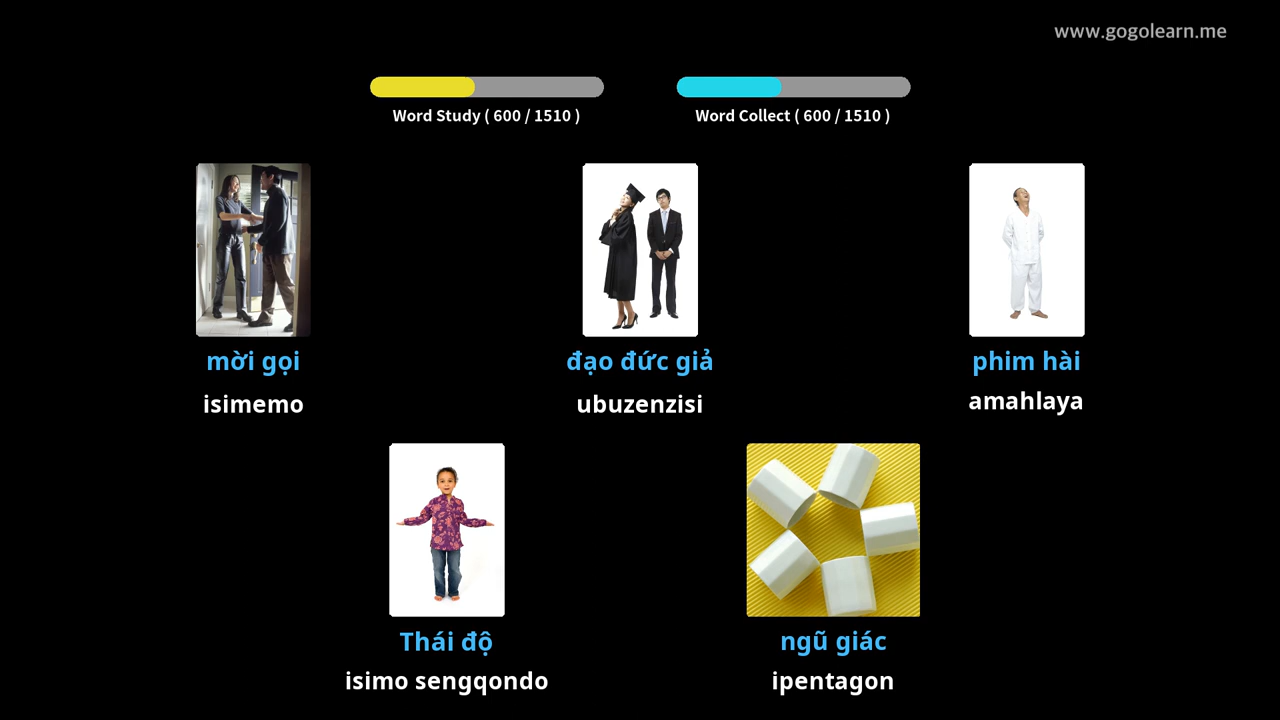 www.gogolearn.me
Word Study ( 600 / 1510 )
Word Collect ( 600 / 1510 )
mời gọi
đạo đức giả
phim hài
isimemo
ubuzenzisi
amahlaya
Thái độ
ngũ giác
isimo sengqondo
ipentagon